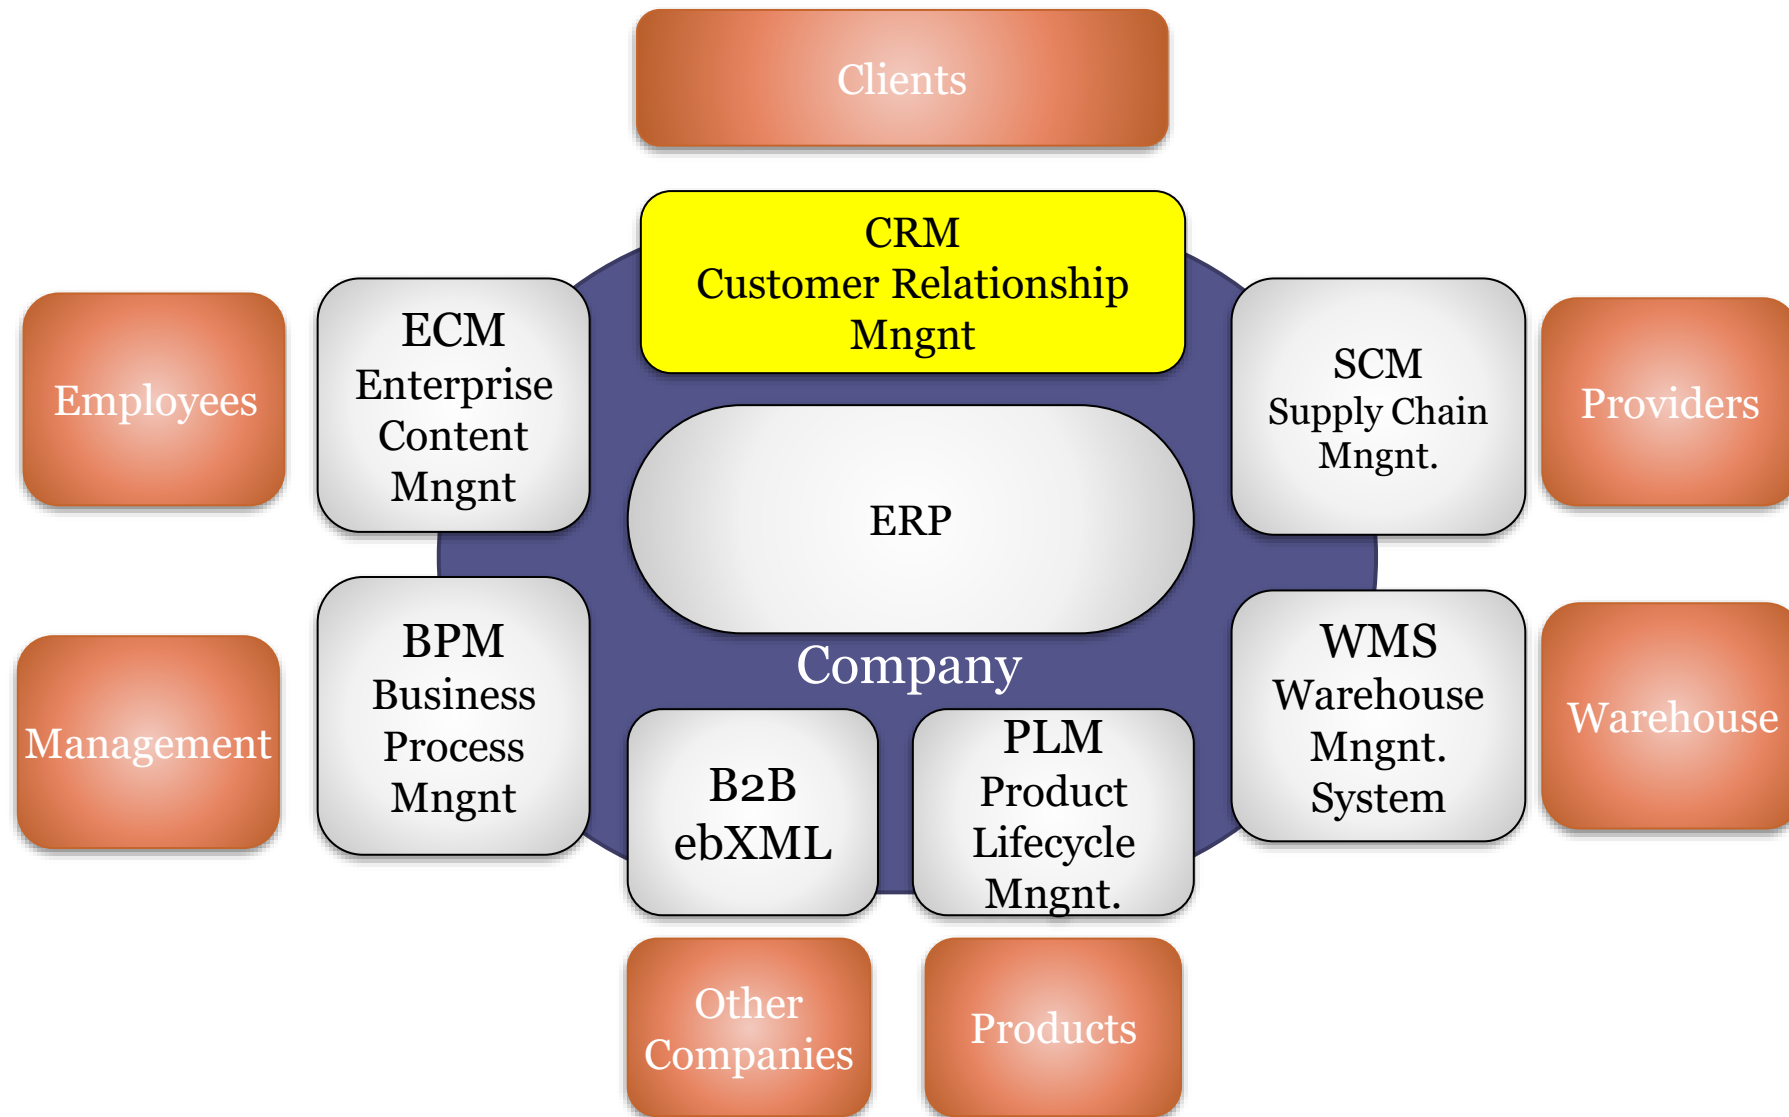 Clients
CRM
Customer Relationship
Mngnt
Employees
ECM
Enterprise
Content
Mngnt
SCM
Supply Chain
Mngnt.
Providers
ERP
Company
Management
BPM
Business
Process
Mngnt
B2B
ebXML
PLM
Product
Lifecycle
Mngnt.
WMS
Warehouse
Mngnt.
System
Warehouse
Other
Companies
Products